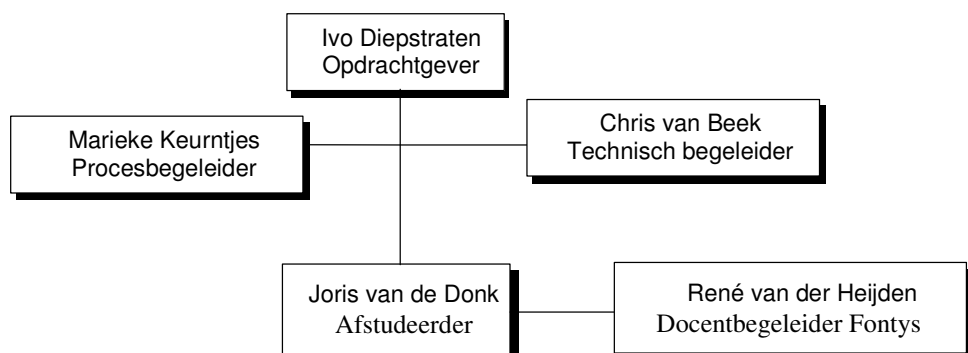 Ivo Diepstraten
Opdrachtgever
Marieke Keurntjes
Procesbegeleider
Chris van Beek
Technisch begeleider
Joris van de Donk
Afstudeerder
René van der Heijden
Docentbegeleider Fontys